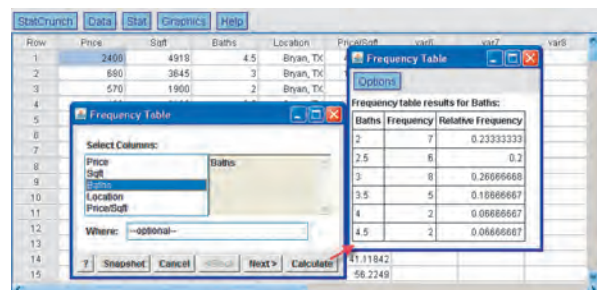 StatCrunch Data Stat Graphics Help
Row Price Sqft Baths Location Price/Sqft var6 var7 var8
1 2400 4918 4.5 Bryan, TX
2 690 3645 3 Bryan, TX
3 570 1900 2 Bryan, TX
4
5
6
7
8
9
10
11
12
13
14 41.11842
15 56.2249
Frequency Table
Select Columns:
Price
Sqft
Baths
Location
Price/Sqft
Baths
Where: --optional--
? Snapshot Cancel Next > Calculate
Frequency Table
Options
Frequency table results for Baths:
Baths Frequency Relative Frequency
2 7 0.23333333
2.5 6 0.2
3 8 0.26666668
3.5 5 0.16666667
4 2 0.06666667
4.5 2 0.06666667